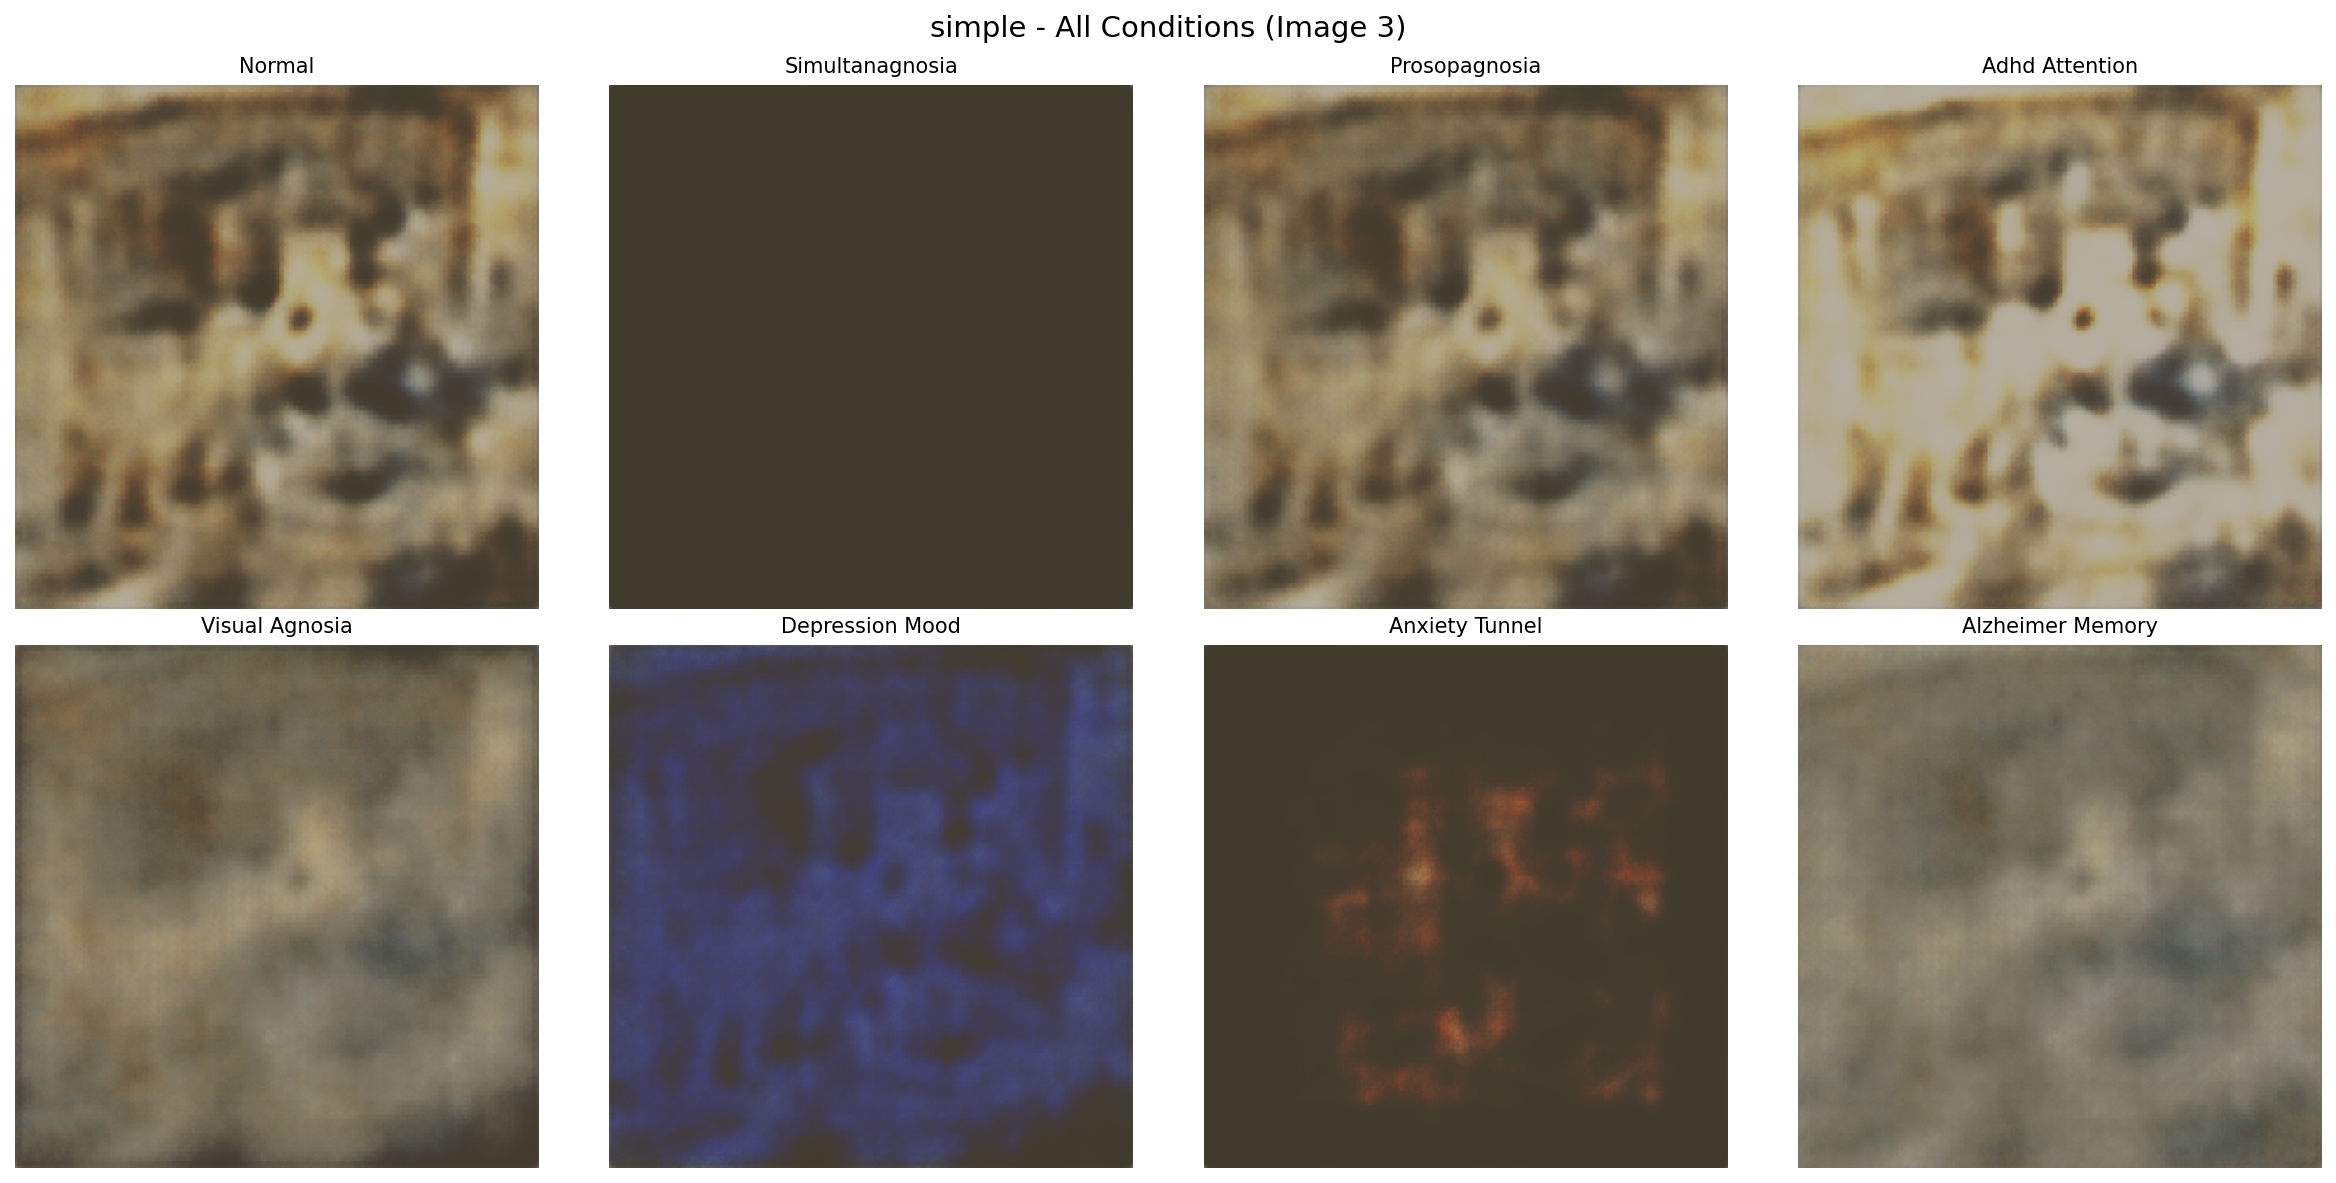 simple - All Conditions (Image 3)
Normal
Simultanagnosia
Prosopagnosia
Adhd Attention
Visual Agnosia
Depression Mood
Anxiety Tunnel
Alzheimer Memory